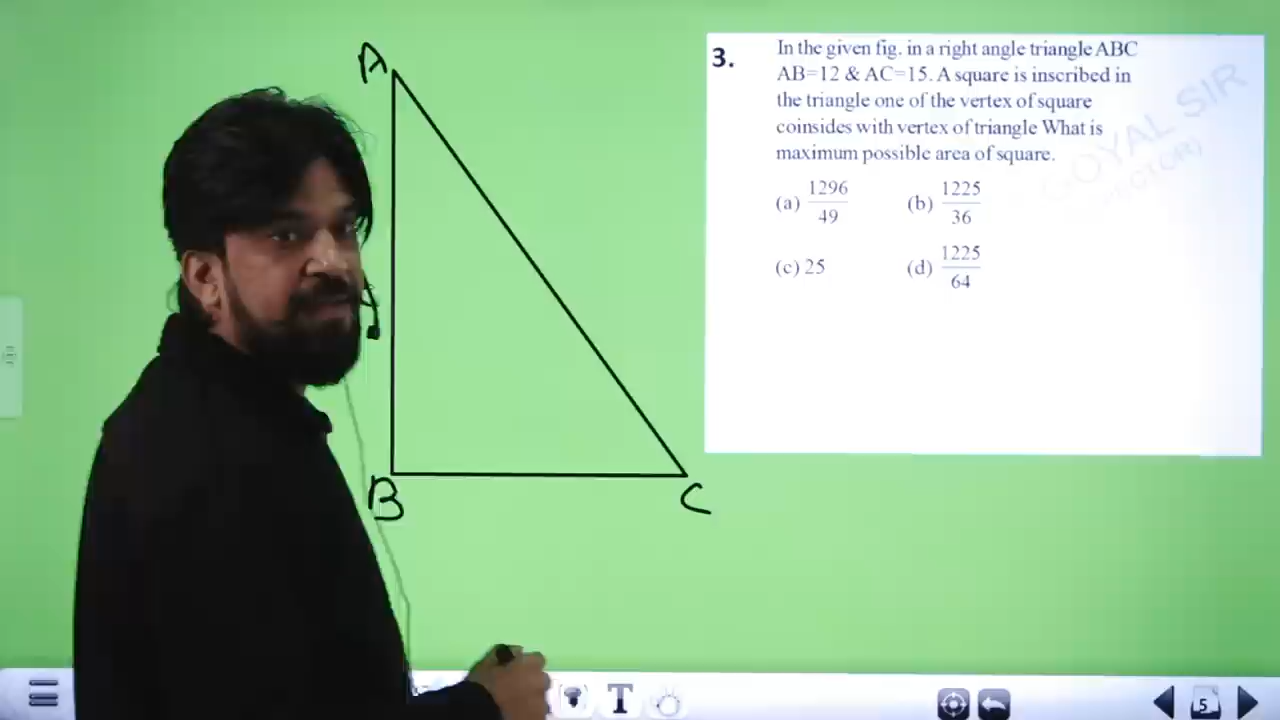 A
B
C
3.
In the given fig. in a right angle triangle ABC
AB=12 & AC=15. A square is inscribed in
the triangle one of the vertex of square
coinsides with vertex of triangle What is
maximum possible area of square.
(a) 1296/49 (b) 1225/36
(c) 25 (d) 1225/64
GOYAL SIR
T
5